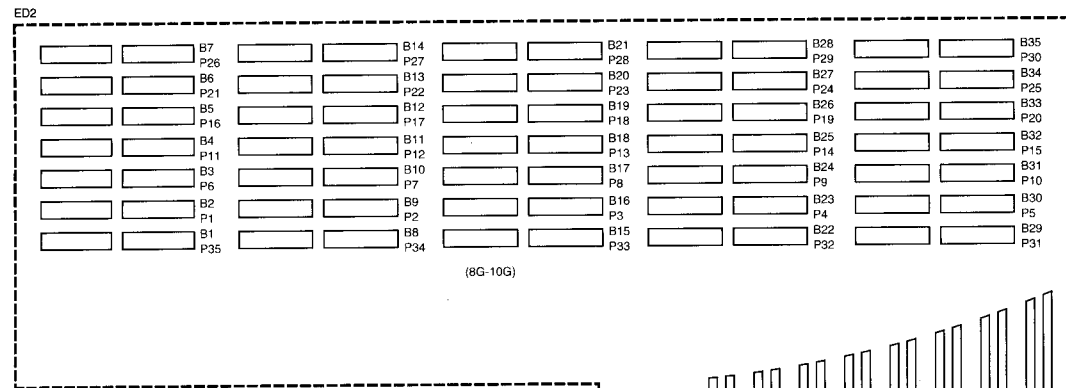 ED2
B7 B14 B21 B28 B35
P26 P27 P28 P29 P30
B6 B13 B20 B27 B34
P21 P22 P23 P24 P25
B5 B12 B19 B26 B33
P16 P17 P18 P19 P20
B4 B11 B18 B25 B32
P11 P12 P13 P14 P15
B3 B10 B17 B24 B31
P6 P7 P8 P9 P10
B2 B9 B16 B23 B30
P1 P2 P3 P4 P5
B1 B8 B15 B22 B29
P35 P34 P33 P32 P31
(8G-10G)